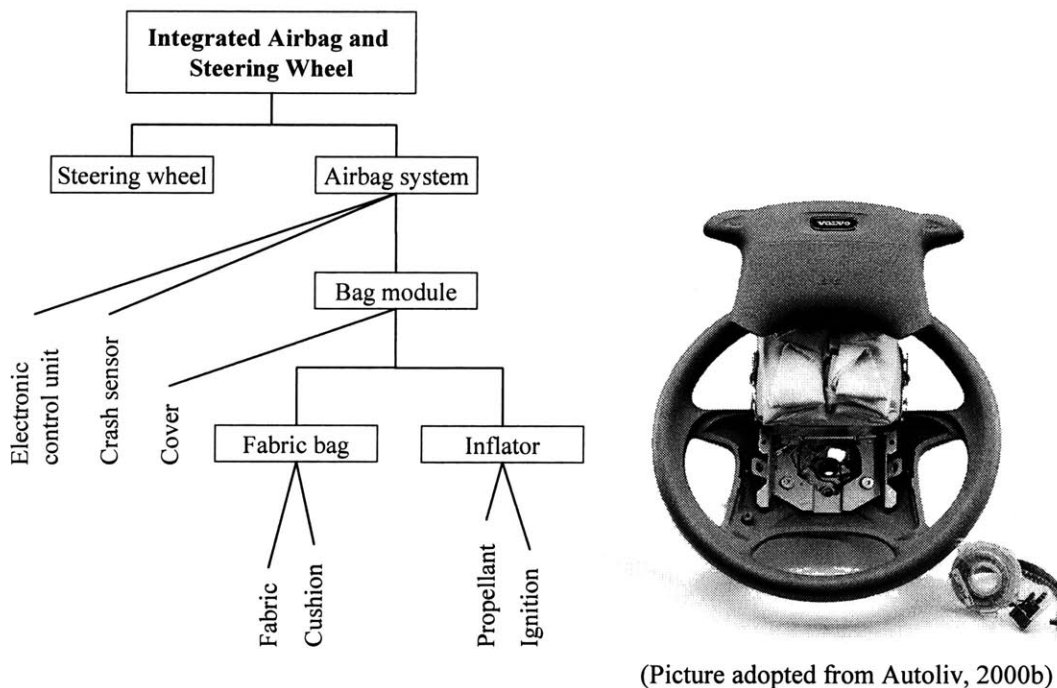 Integrated Airbag and
Steering Wheel
Steering wheel
Airbag system
Bag module
Electronic
control unit
Crash sensor
Cover
Fabric bag
Inflator
Fabric
Cushion
Propellant
Ignition
VOLVO
(Picture adopted from Autoliv, 2000b)